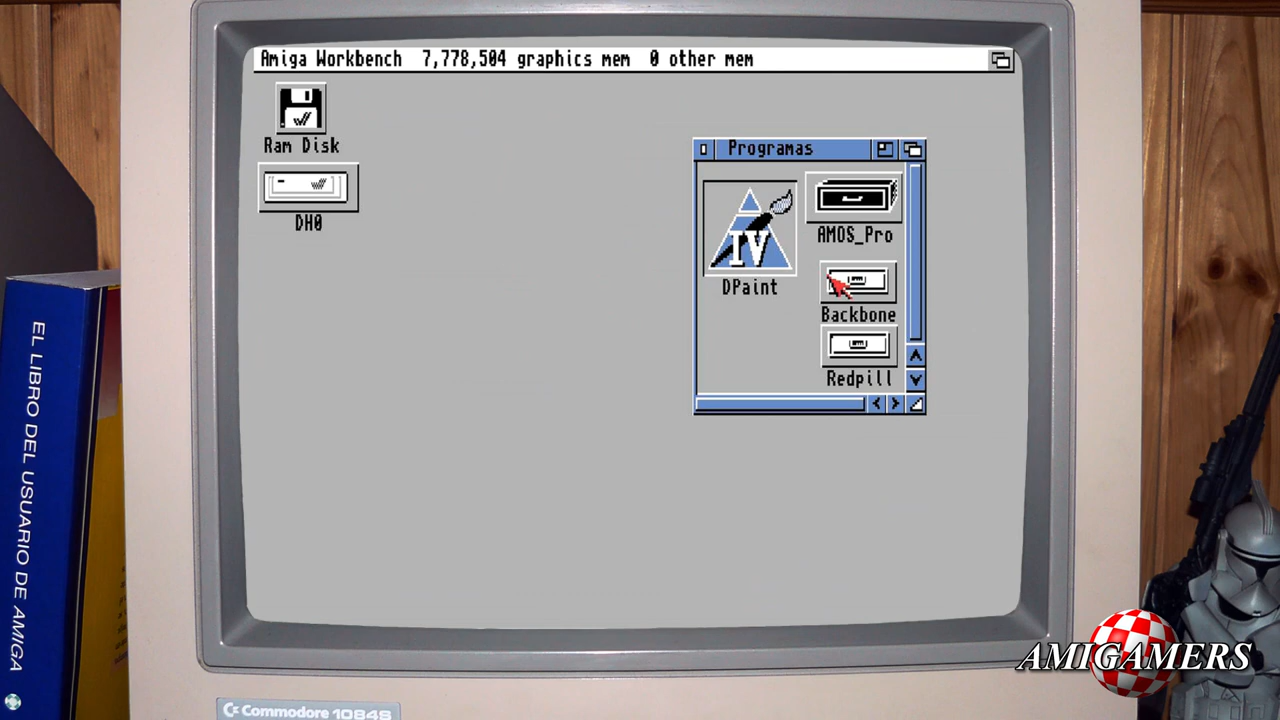 Amiga Workbench 7,778,504 graphics mem 0 other mem
Ram Disk
DH0
Programas
IV
DPaint
AMOS_Pro
Backbone
Redpill
EL LIBRO DEL USUARIO DE AMIGA
AMIGAMERS
Commodore 1084S